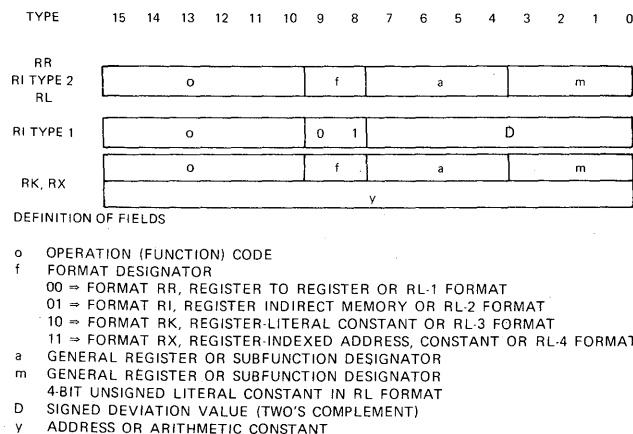 TYPE 15 14 13 12 11 10 9 8 7 6 5 4 3 2 1 0
RR
RI TYPE 2 o f a m
RL
RI TYPE 1 o 0 1 D
o f a m
RK, RX
y
DEFINITION OF FIELDS
o OPERATION (FUNCTION) CODE
f FORMAT DESIGNATOR
00 ⇒ FORMAT RR, REGISTER TO REGISTER OR RL-1 FORMAT
01 ⇒ FORMAT RI, REGISTER INDIRECT MEMORY OR RL-2 FORMAT
10 ⇒ FORMAT RK, REGISTER-LITERAL CONSTANT OR RL-3 FORMAT
11 ⇒ FORMAT RX, REGISTER-INDEXED ADDRESS, CONSTANT OR RL-4 FORMAT
a GENERAL REGISTER OR SUBFUNCTION DESIGNATOR
m GENERAL REGISTER OR SUBFUNCTION DESIGNATOR
4-BIT UNSIGNED LITERAL CONSTANT IN RL FORMAT
D SIGNED DEVIATION VALUE (TWO'S COMPLEMENT)
y ADDRESS OR ARITHMETIC CONSTANT